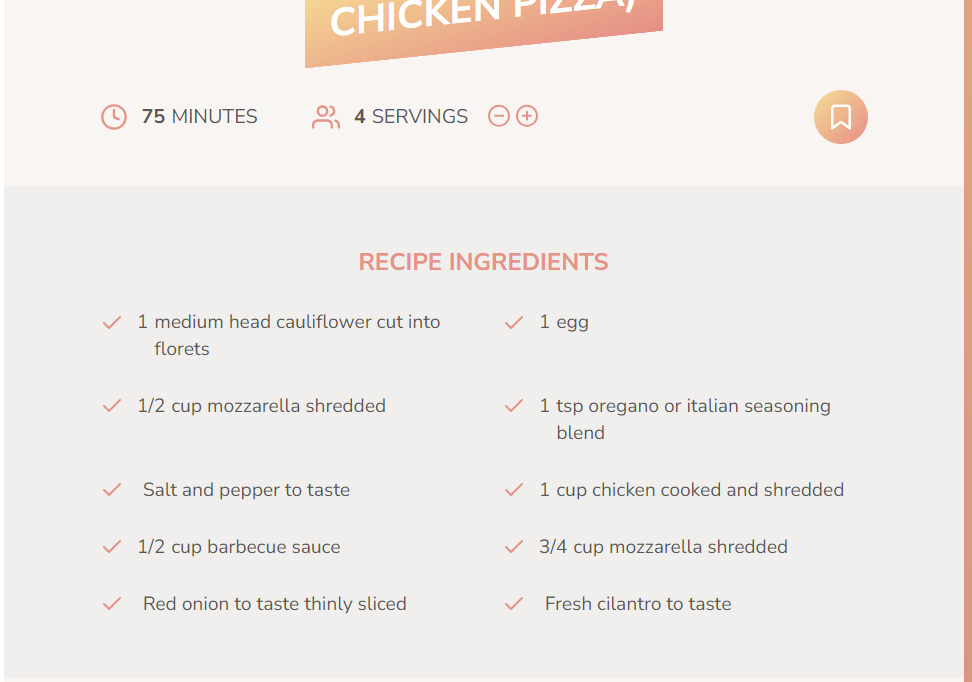 CHICKEN PIZZA)
75 MINUTES
4 SERVINGS
RECIPE INGREDIENTS
1 medium head cauliflower cut into
florets
1 egg
1/2 cup mozzarella shredded
1 tsp oregano or italian seasoning
blend
Salt and pepper to taste
1 cup chicken cooked and shredded
1/2 cup barbecue sauce
3/4 cup mozzarella shredded
Red onion to taste thinly sliced
Fresh cilantro to taste